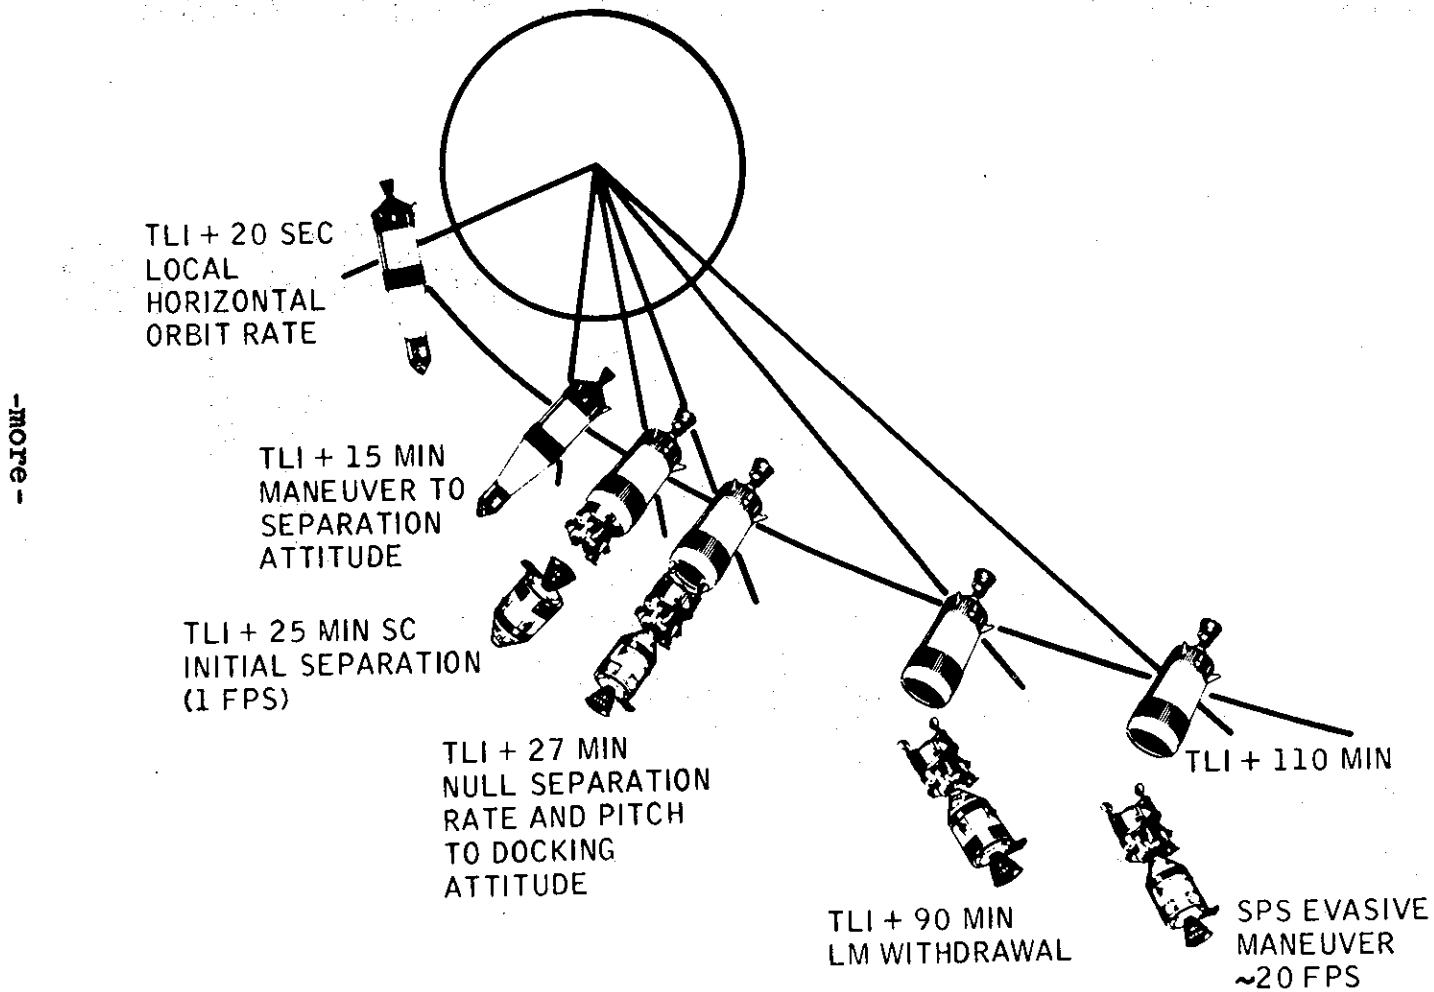 TLI + 20 SEC
LOCAL
HORIZONTAL
ORBIT RATE
-more-
TLI + 15 MIN
MANEUVER TO
SEPARATION
ATTITUDE
TLI + 25 MIN SC
INITIAL SEPARATION
(1 FPS)
TLI + 27 MIN
NULL SEPARATION
RATE AND PITCH
TO DOCKING
ATTITUDE
TLI + 90 MIN
LM WITHDRAWAL
TLI + 110 MIN
SPS EVASIVE
MANEUVER
~20 FPS